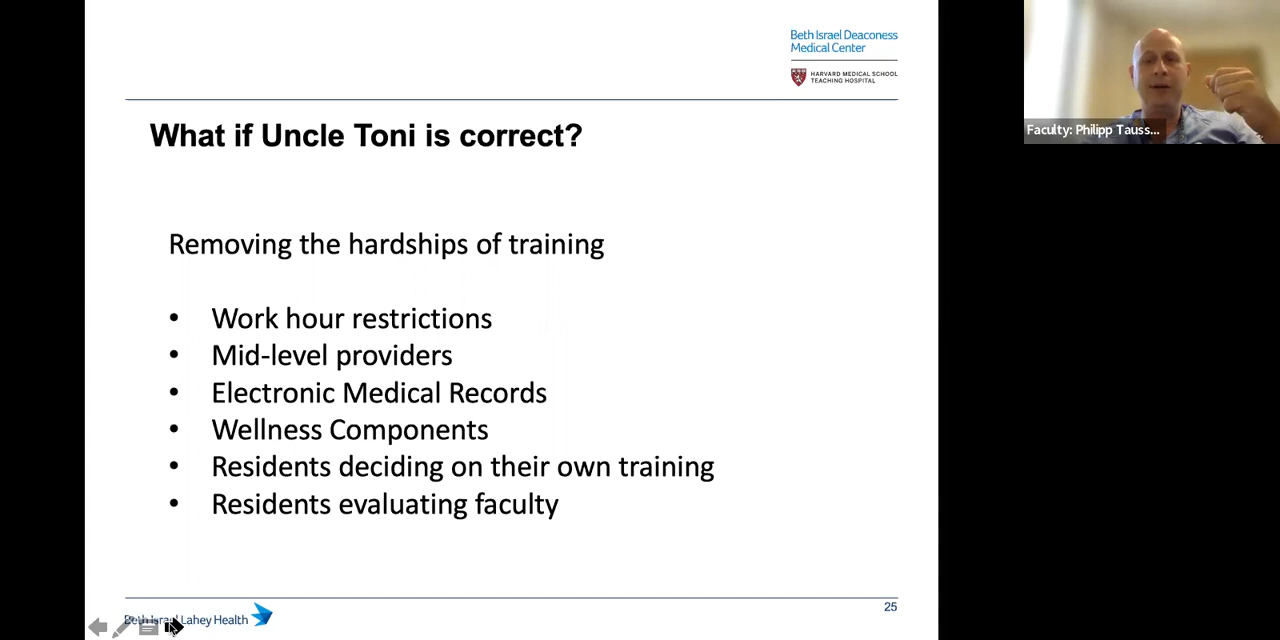 Beth Israel Deaconess
Medical Center
HARVARD MEDICAL SCHOOL
TEACHING HOSPITAL
Faculty: Philipp Tauss...
What if Uncle Toni is correct?
Removing the hardships of training
• Work hour restrictions
• Mid-level providers
• Electronic Medical Records
• Wellness Components
• Residents deciding on their own training
• Residents evaluating faculty
Beth Israel Lahey Health
25